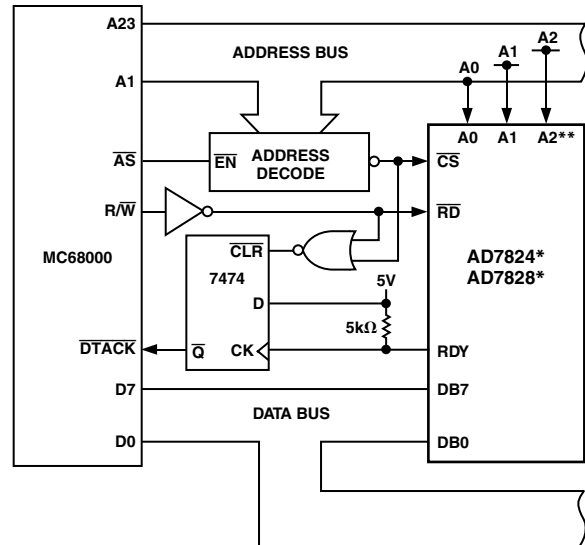 A23
ADDRESS BUS
A2
A1
A1
A0
A0 A1 A2**
AS
EN
ADDRESS
DECODE
CS
R/W
RD
CLR
MC68000
7474
AD7824*
AD7828*
5V
D
5kΩ
DTACK
Q
CK
RDY
D7
DB7
DATA BUS
D0
DB0